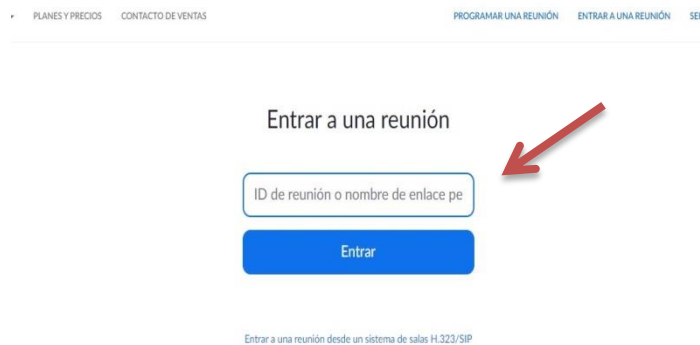 PLANES Y PRECIOS CONTACTO DE VENTAS PROGRAMAR UNA REUNIÓN ENTRAR A UNA REUNIÓN
Entrar a una reunión
ID de reunión o nombre de enlace pe
Entrar
Entrar a una reunión desde un sistema de salas H.323/SIP